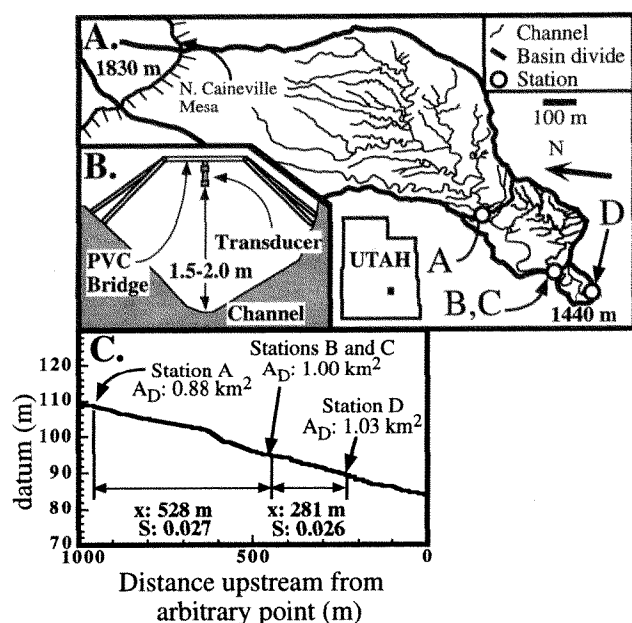 A.
1830 m
N. Caineville
Mesa
Channel
Basin divide
Station
100 m
N
A
B,C
D
1440 m
UTAH
B.
PVC
Bridge
Transducer
1.5-2.0 m
Channel
C.
datum (m)
120
110
100
90
80
70
Station A
A_D: 0.88 km²
Stations B and C
A_D: 1.00 km²
Station D
A_D: 1.03 km²
x: 528 m
S: 0.027
x: 281 m
S: 0.026
1000
500
0
Distance upstream from
arbitrary point (m)